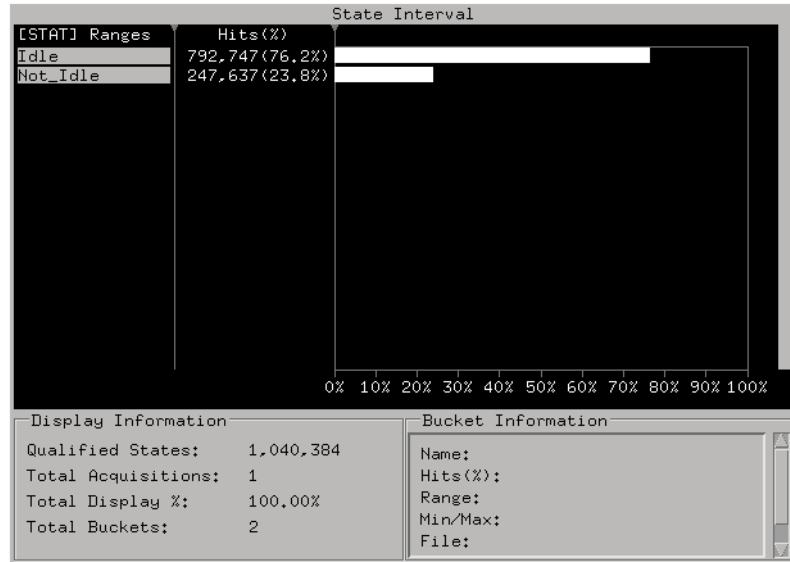 State Interval
[STAT] Ranges Hits(%)
Idle 792,747(76.2%)
Not_Idle 247,637(23.8%)
0% 10% 20% 30% 40% 50% 60% 70% 80% 90% 100%
Display Information
Qualified States: 1,040,384
Total Acquisitions: 1
Total Display %: 100.00%
Total Buckets: 2
Bucket Information
Name:
Hits(%):
Range:
Min/Max:
File: